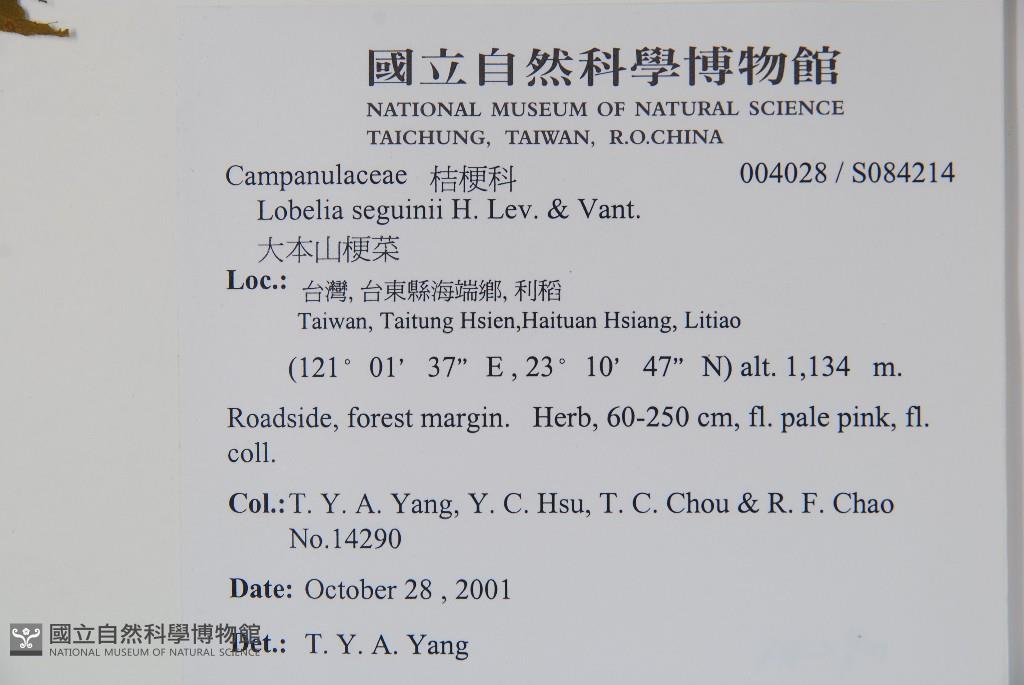 國立自然科學博物館
NATIONAL MUSEUM OF NATURAL SCIENCE
TAICHUNG, TAIWAN, R.O.CHINA
Campanulaceae 桔梗科 004028 / S084214
Lobelia seguinii H. Lev. & Vant.
大本山梗菜
Loc.: 台灣, 台東縣海端鄉, 利稻
Taiwan, Taitung Hsien,Haituan Hsiang, Litiao
(121° 01' 37" E , 23° 10' 47" N) alt. 1,134 m.
Roadside, forest margin. Herb, 60-250 cm, fl. pale pink, fl.
coll.
Col.: T. Y. A. Yang, Y. C. Hsu, T. C. Chou & R. F. Chao
No.14290
Date: October 28 , 2001
Det.: T. Y. A. Yang
國立自然科學博物館
NATIONAL MUSEUM OF NATURAL SCIENCE